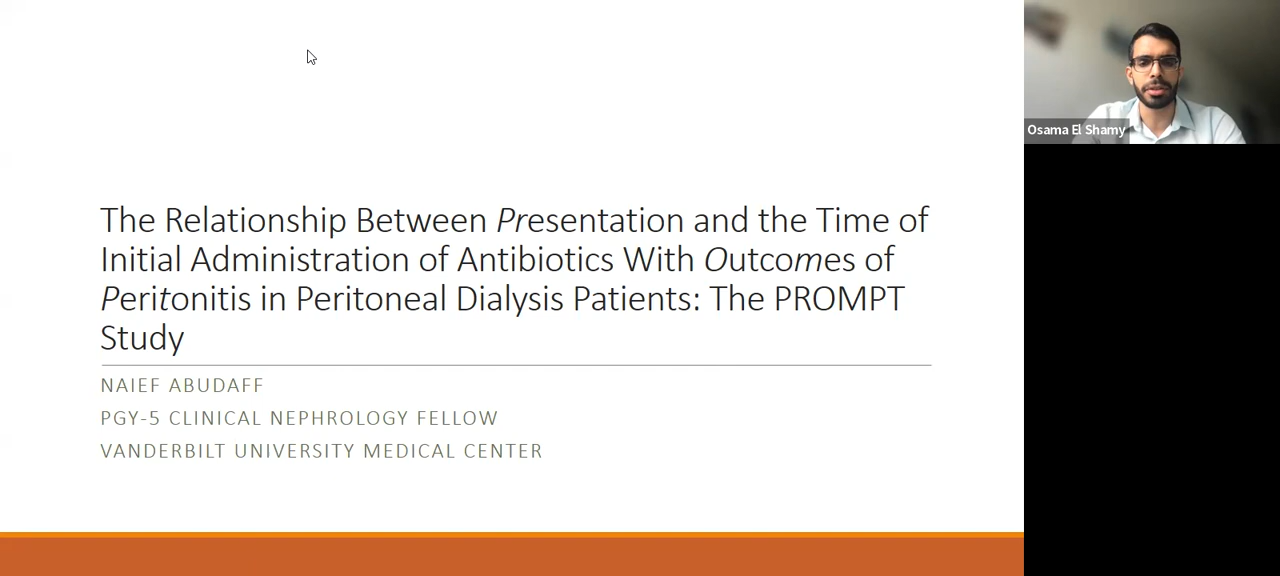 The Relationship Between Presentation and the Time of
Initial Administration of Antibiotics With Outcomes of
Peritonitis in Peritoneal Dialysis Patients: The PROMPT
Study
NAIEF ABUDAFF
PGY-5 CLINICAL NEPHROLOGY FELLOW
VANDERBILT UNIVERSITY MEDICAL CENTER
Osama El Shamy